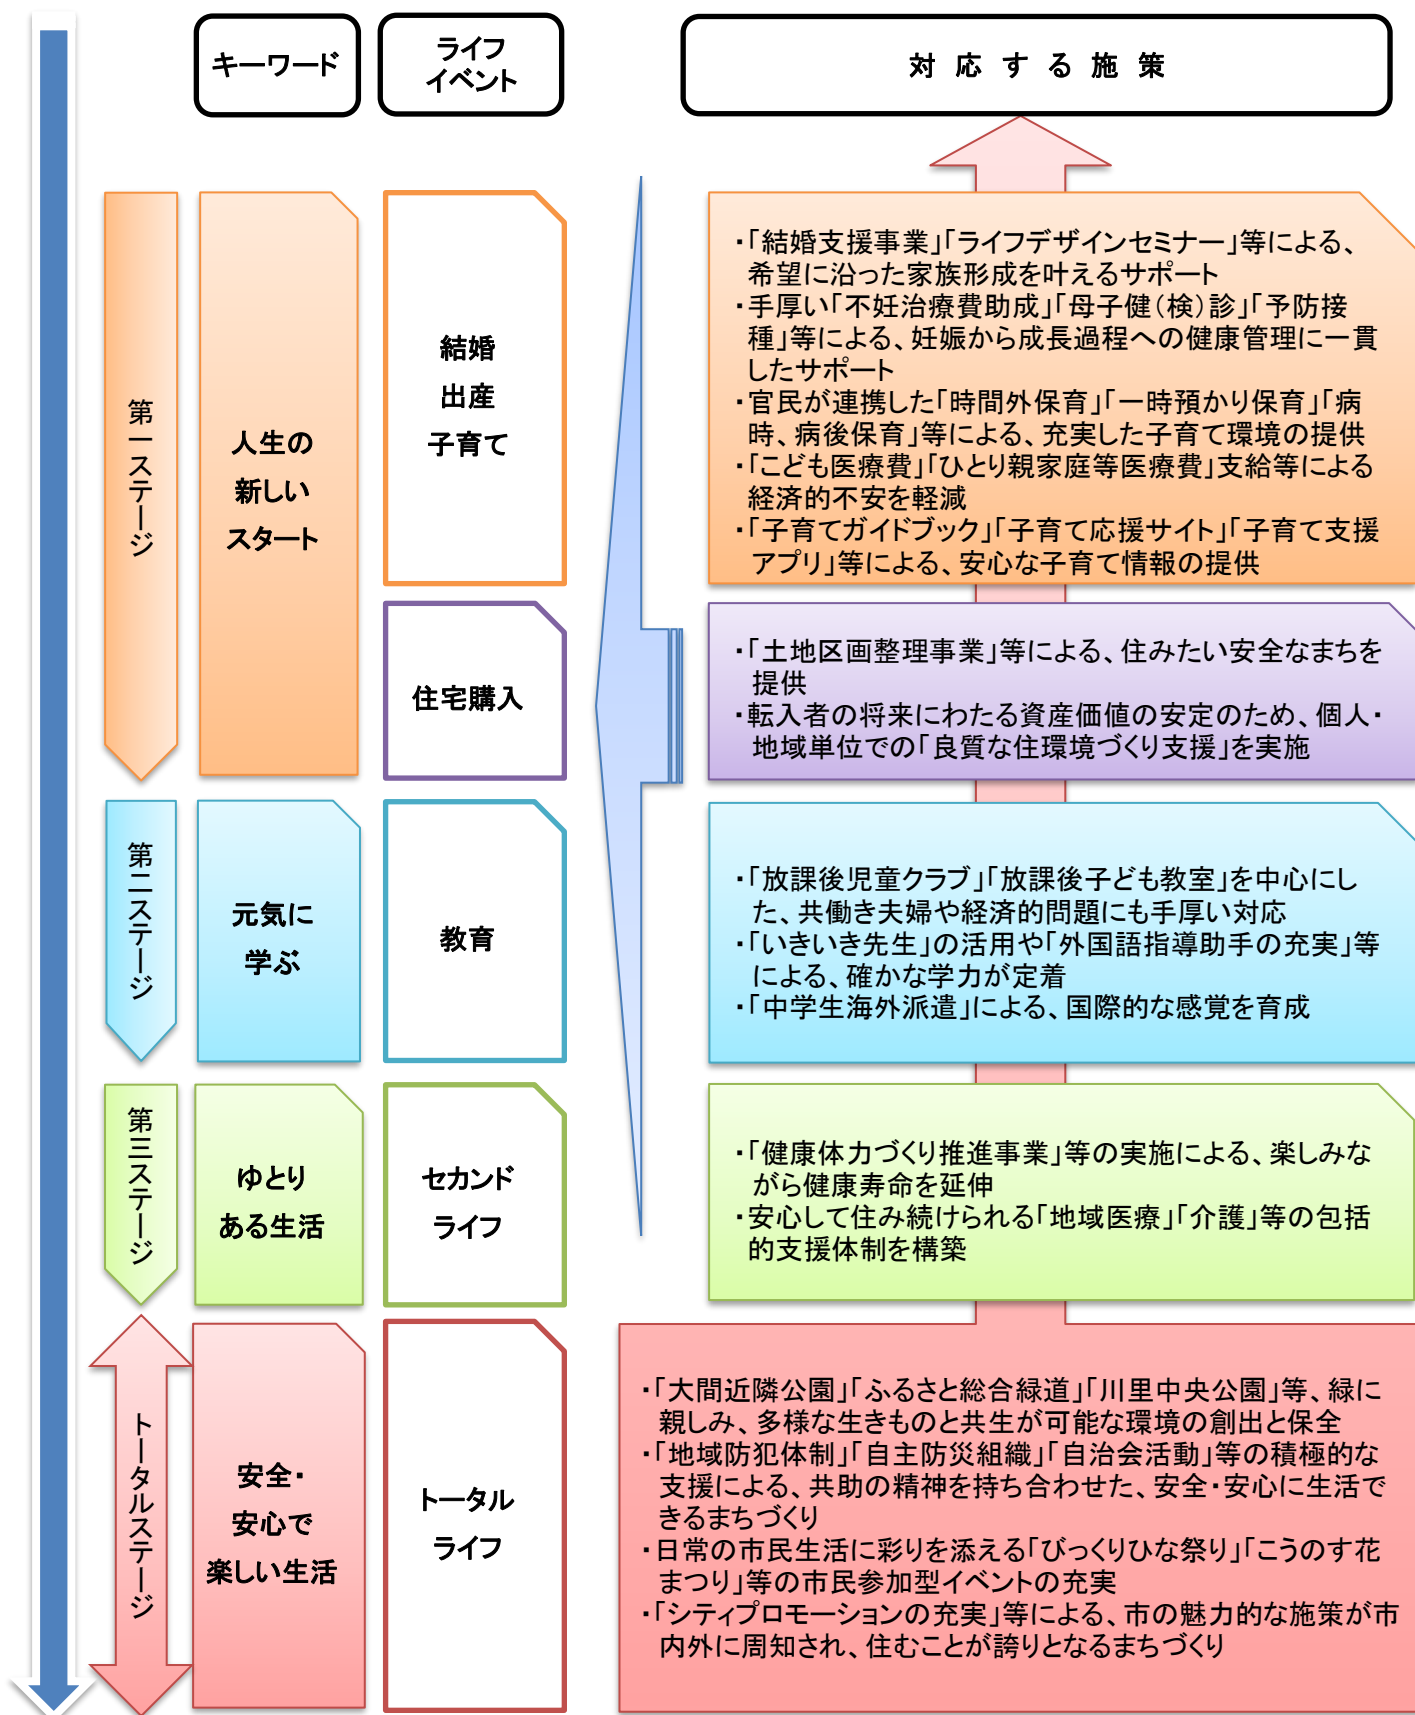 キーワード
ライフ
イベント
対応する施策
第一ステージ
人生の
新しい
スタート
結婚
出産
子育て
・「結婚支援事業」「ライフデザインセミナー」等による、
希望に沿った家族形成を叶えるサポート
・手厚い「不妊治療費助成」「母子健（検）診」「予防接
種」等による、妊娠から成長過程への健康管理に一貫
したサポート
・官民が連携した「時間外保育」「一時預かり保育」「病
時、病後保育」等による、充実した子育て環境の提供
・「こども医療費」「ひとり親家庭等医療費」支給等による
経済的不安を軽減
・「子育てガイドブック」「子育て応援サイト」「子育て支援
アプリ」等による、安心な子育て情報の提供
住宅購入
・「土地区画整理事業」等による、住みたい安全なまちを
提供
・転入者の将来にわたる資産価値の安定のため、個人・
地域単位での「良質な住環境づくり支援」を実施
第二ステージ
元気に
学ぶ
教育
・「放課後児童クラブ」「放課後子ども教室」を中心にし
た、共働き夫婦や経済的問題にも手厚い対応
・「いきいき先生」の活用や「外国語指導助手の充実」等
による、確かな学力が定着
・「中学生海外派遣」による、国際的な感覚を育成
第三ステージ
ゆとり
ある生活
セカンド
ライフ
・「健康体力づくり推進事業」等の実施による、楽しみな
がら健康寿命を延伸
・安心して住み続けられる「地域医療」「介護」等の包括
的支援体制を構築
トータルステージ
安全・
安心で
楽しい生活
トータル
ライフ
・「大間近隣公園」「ふるさと総合緑道」「川里中央公園」等、緑に
親しみ、多様な生きものと共生が可能な環境の創出と保全
・「地域防犯体制」「自主防災組織」「自治会活動」等の積極的な
支援による、共助の精神を持ち合わせた、安全・安心に生活で
きるまちづくり
・日常の市民生活に彩りを添える「びっくりひな祭り」「こうのす花
まつり」等の市民参加型イベントの充実
・「シティプロモーションの充実」等による、市の魅力的な施策が市
内外に周知され、住むことが誇りとなるまちづくり